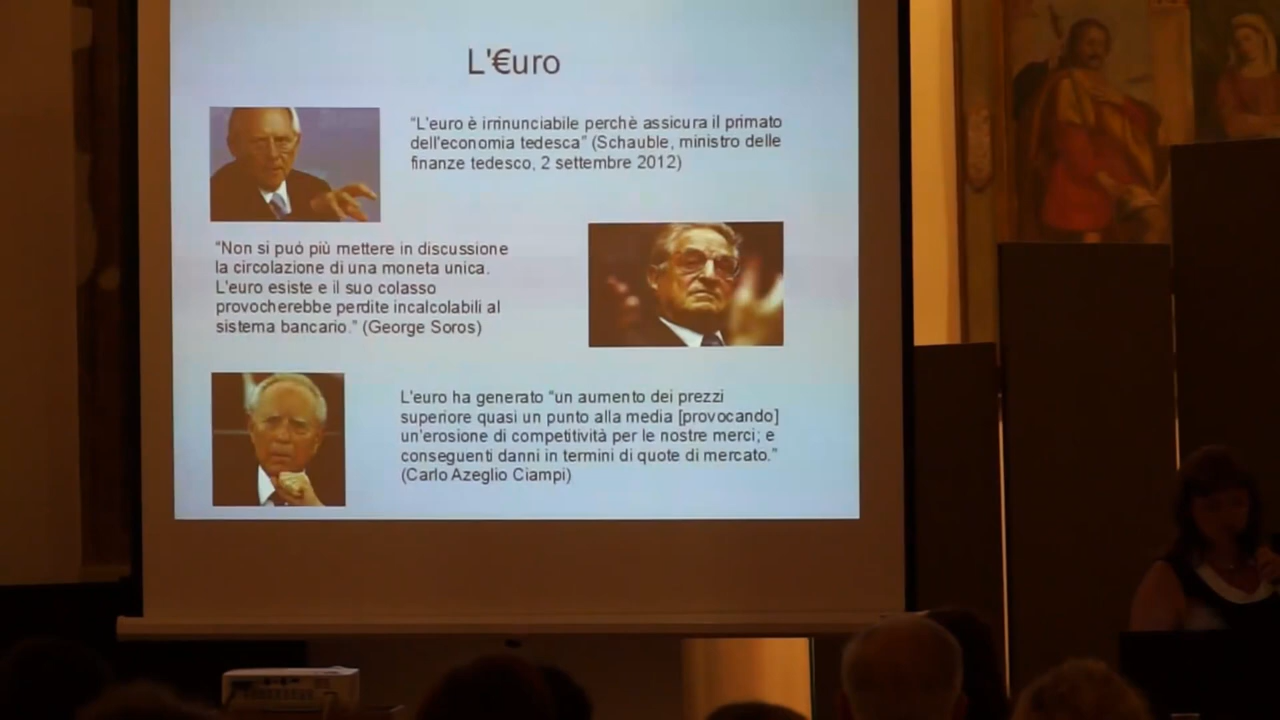 L'€uro
“L'euro è irrinunciabile perchè assicura il primato
dell'economia tedesca” (Schauble, ministro delle
finanze tedesco, 2 settembre 2012)
“Non si puó più mettere in discussione
la circolazione di una moneta unica.
L'euro esiste e il suo colasso
provocherebbe perdite incalcolabili al
sistema bancario.” (George Soros)
L'euro ha generato “un aumento dei prezzi
superiore quasi un punto alla media [provocando]
un'erosione di competitività per le nostre merci; e
conseguenti danni in termini di quote di mercato.”
(Carlo Azeglio Ciampi)